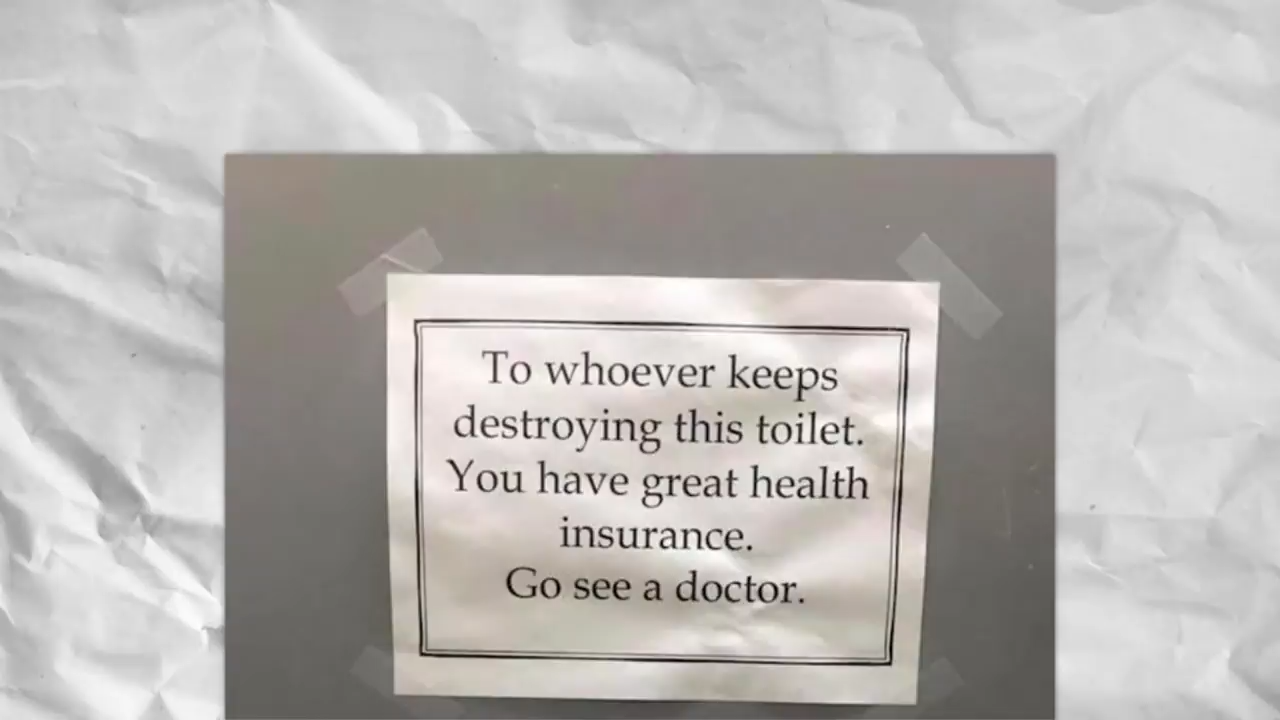 To whoever keeps
destroying this toilet.
You have great health
insurance.
Go see a doctor.